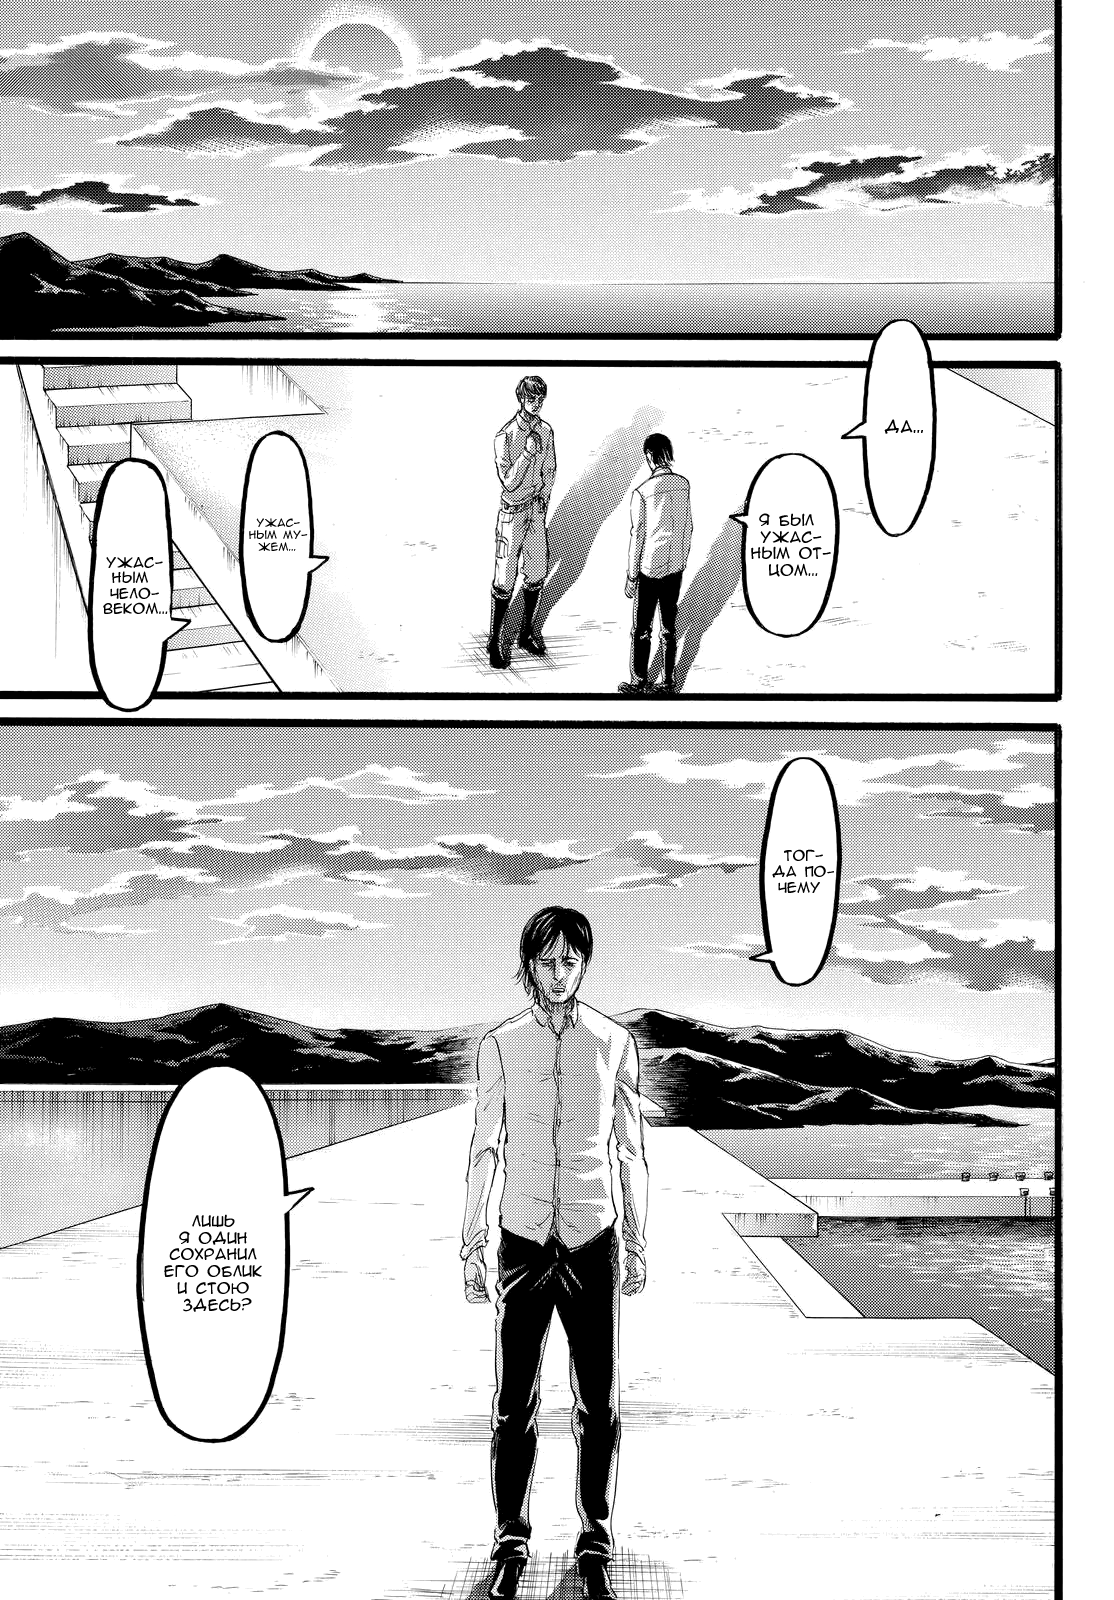 ДА...
Я БЫЛ
УЖАС-
НЫМ ОТ-
ЦОМ...
УЖАС-
НЫМ МУ-
ЖЕМ...
УЖАС-
НЫМ
ЧЕЛО-
ВЕКОМ...
ТОГ-
ДА ПО-
ЧЕМУ
ЛИШЬ
Я ОДИН
СОХРАНИЛ
ЕГО ОБЛИК
И СТОЮ
ЗДЕСЬ?